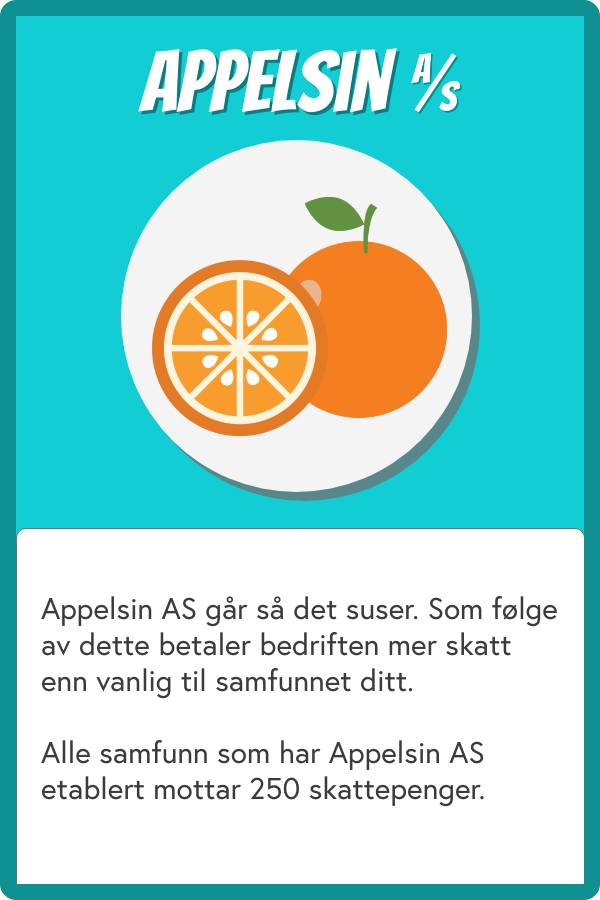 APPELSIN A/S
Appelsin AS går så det suser. Som følge
av dette betaler bedriften mer skatt
enn vanlig til samfunnet ditt.
Alle samfunn som har Appelsin AS
etablert mottar 250 skattepenger.